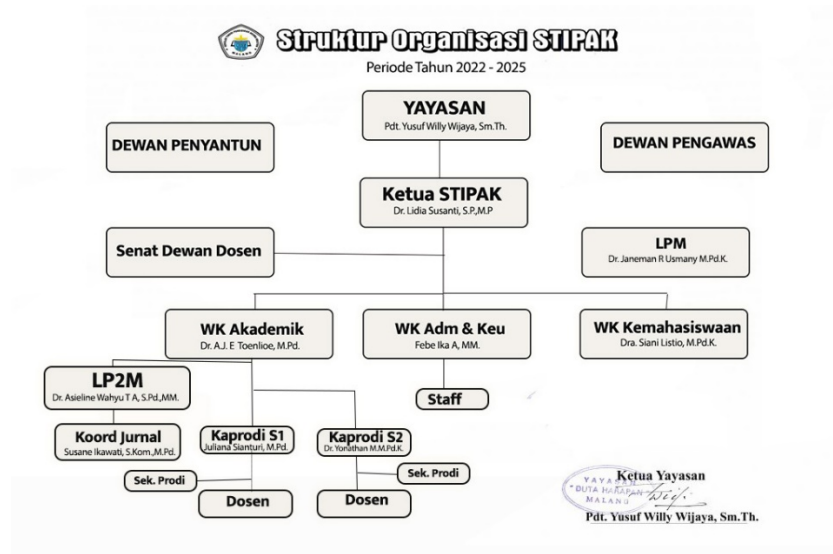 Struktur Organisasi STIPAK
Periode Tahun 2022 - 2025
YAYASAN
Pdt. Yusuf Willy Wijaya, Sm.Th.
DEWAN PENYANTUN
DEWAN PENGAWAS
Ketua STIPAK
Dr. Lidia Susanti, S.P,M.P
Senat Dewan Dosen
LPM
Dr. Janeman R Usmany M.Pd.K.
WK Akademik
Dr. A.J. E Toenlioe, M.Pd.
WK Adm & Keu
Febe Ika A, MM.
WK Kemahasiswaan
Dra. Siani Listio, M.Pd.K.
LP2M
Dr. Asieline Wahyu T A, S.Pd.,MM.
Staff
Koord Jurnal
Susane Ikawati, S.Kom.,M.Pd.
Kaprodi S1
Juliana Sianturi, M.Pd.
Kaprodi S2
Dr. Yonathan M.M.Pd.K.
Sek. Prodi
Sek. Prodi
Dosen
Dosen
Ketua Yayasan
YAYASAN
DUTA HARAPAN
MALANG
Pdt. Yusuf Willy Wijaya, Sm.Th.